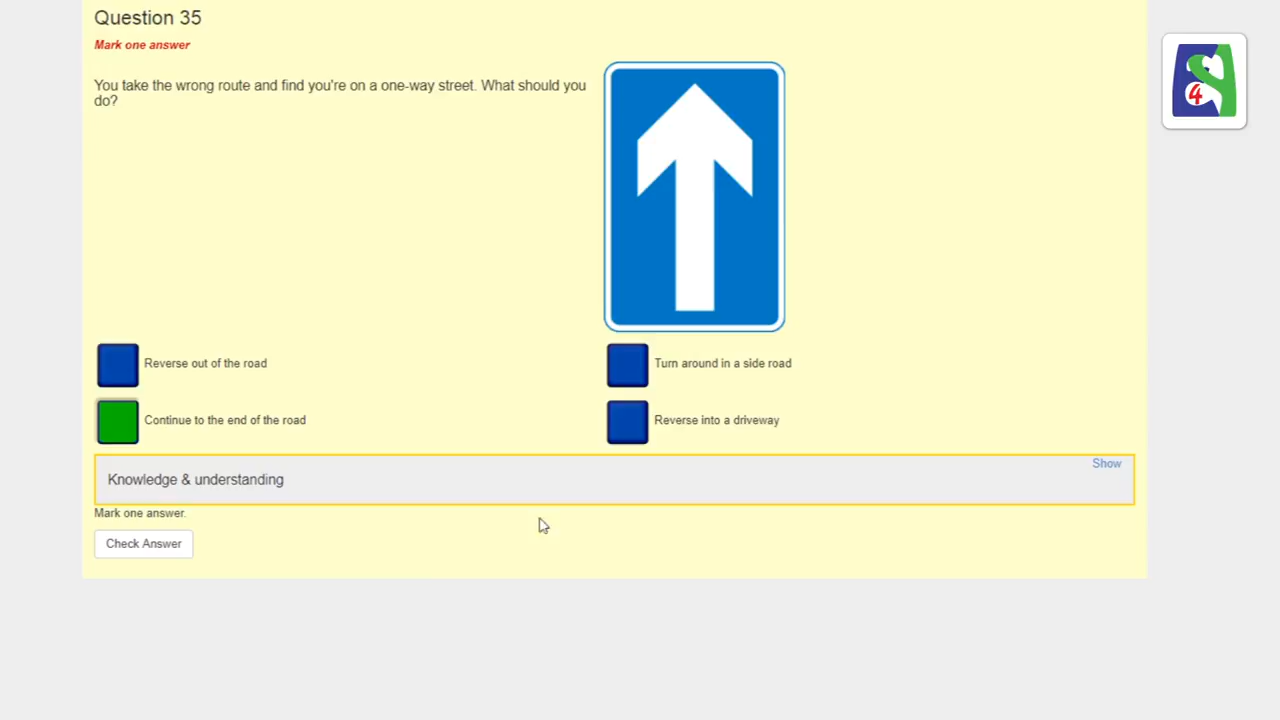 Question 35
Mark one answer
You take the wrong route and find you're on a one-way street. What should you
do?
Reverse out of the road
Turn around in a side road
Continue to the end of the road
Reverse into a driveway
Show
Knowledge & understanding
Mark one answer.
Check Answer
4